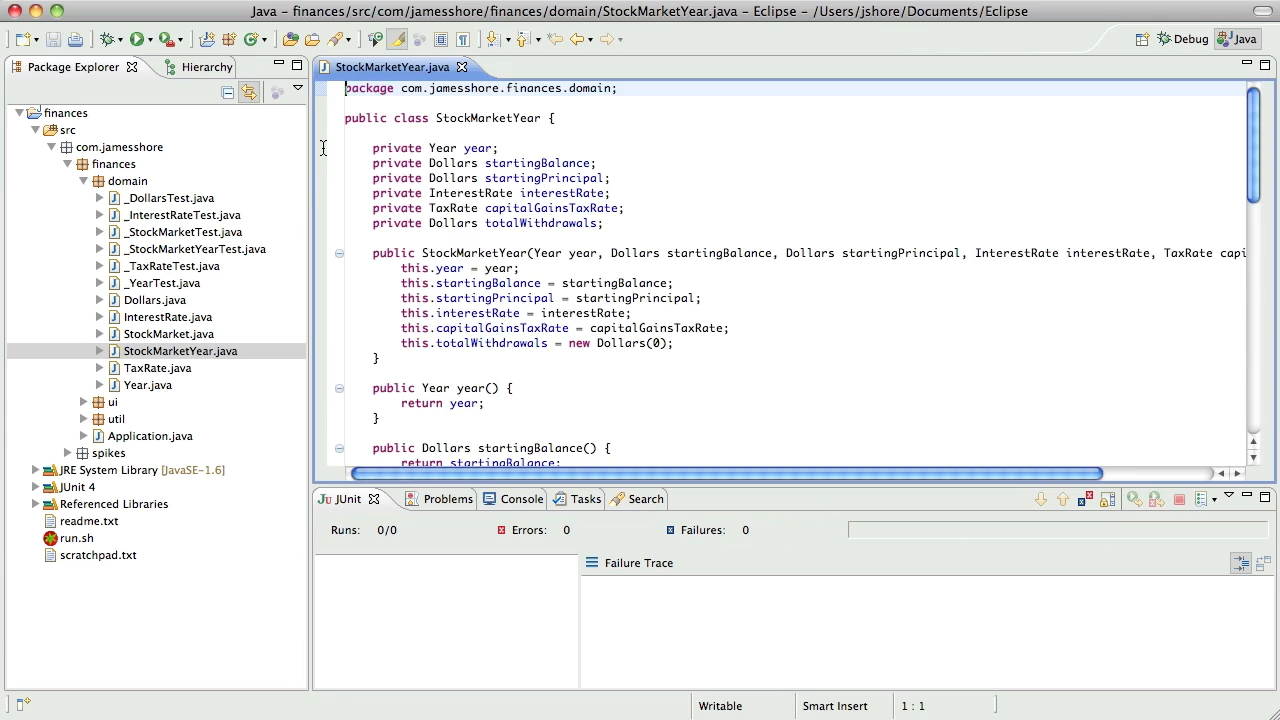 Java - finances/src/com/jamesshore/finances/domain/StockMarketYear.java - Eclipse - /Users/jshore/Documents/Eclipse
Debug
Java
Package Explorer
Hierarchy
finances
src
com.jamesshore
finances
domain
_DollarsTest.java
_InterestRateTest.java
_StockMarketTest.java
_StockMarketYearTest.java
_TaxRateTest.java
_YearTest.java
Dollars.java
InterestRate.java
StockMarket.java
StockMarketYear.java
TaxRate.java
Year.java
ui
util
Application.java
spikes
JRE System Library [JavaSE-1.6]
JUnit 4
Referenced Libraries
readme.txt
run.sh
scratchpad.txt
StockMarketYear.java
package com.jamesshore.finances.domain;
public class StockMarketYear {
private Year year;
private Dollars startingBalance;
private Dollars startingPrincipal;
private InterestRate interestRate;
private TaxRate capitalGainsTaxRate;
private Dollars totalWithdrawals;
public StockMarketYear(Year year, Dollars startingBalance, Dollars startingPrincipal, InterestRate interestRate, TaxRate capi
this.year = year;
this.startingBalance = startingBalance;
this.startingPrincipal = startingPrincipal;
this.interestRate = interestRate;
this.capitalGainsTaxRate = capitalGainsTaxRate;
this.totalWithdrawals = new Dollars(0);
}
public Year year() {
return year;
}
public Dollars startingBalance() {
return startingBalance;
JUnit
Problems
Console
Tasks
Search
Runs: 0/0
Errors: 0
Failures: 0
Failure Trace
Writable
Smart Insert
1 : 1